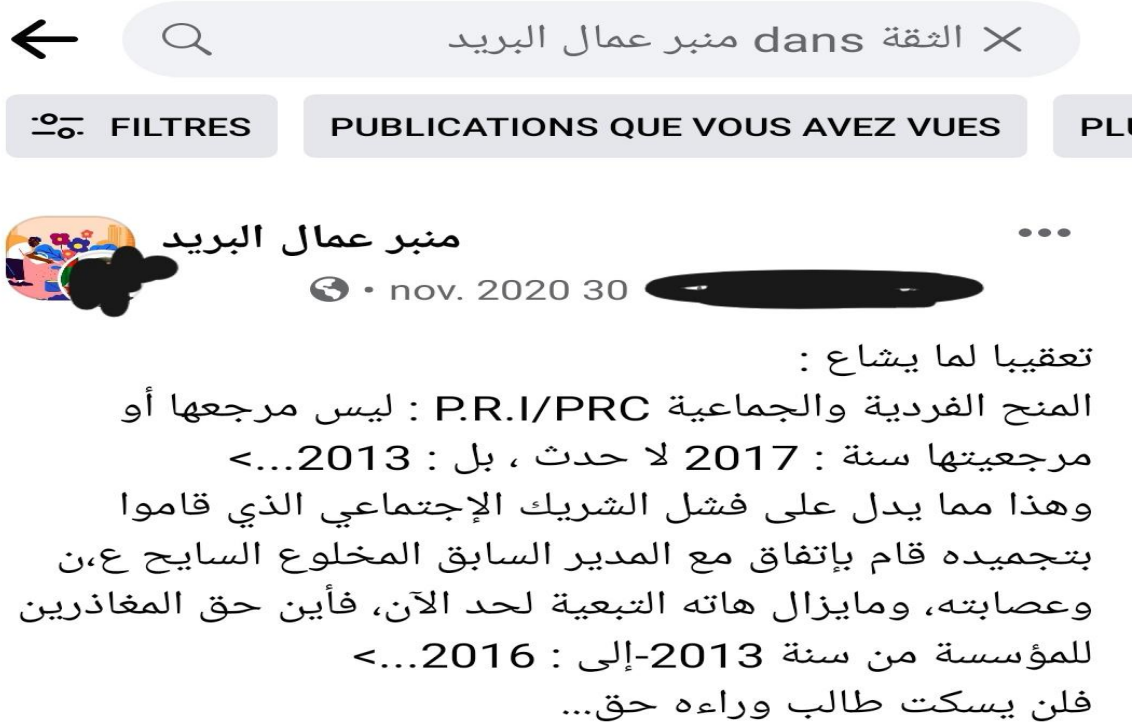 الثقة dans منبر عمال البريد
FILTRES
PUBLICATIONS QUE VOUS AVEZ VUES
PLU
منبر عمال البريد
30 nov. 2020
تعقيبا لما يشاع :
المنح الفردية والجماعية P.R.I/PRC : ليس مرجعها أو
مرجعيتها سنة : 2017 لا حدث ، بل : 2013...>
وهذا مما يدل على فشل الشريك الإجتماعي الذي قاموا
بتجميده قام بإتفاق مع المدير السابق المخلوع السايح ع،ن
وعصابته، ومايزال هاته التبعية لحد الآن، فأين حق المغاذرين
للمؤسسة من سنة 2013-إلى : 2016...>
فلن يسكت طالب وراءه حق...